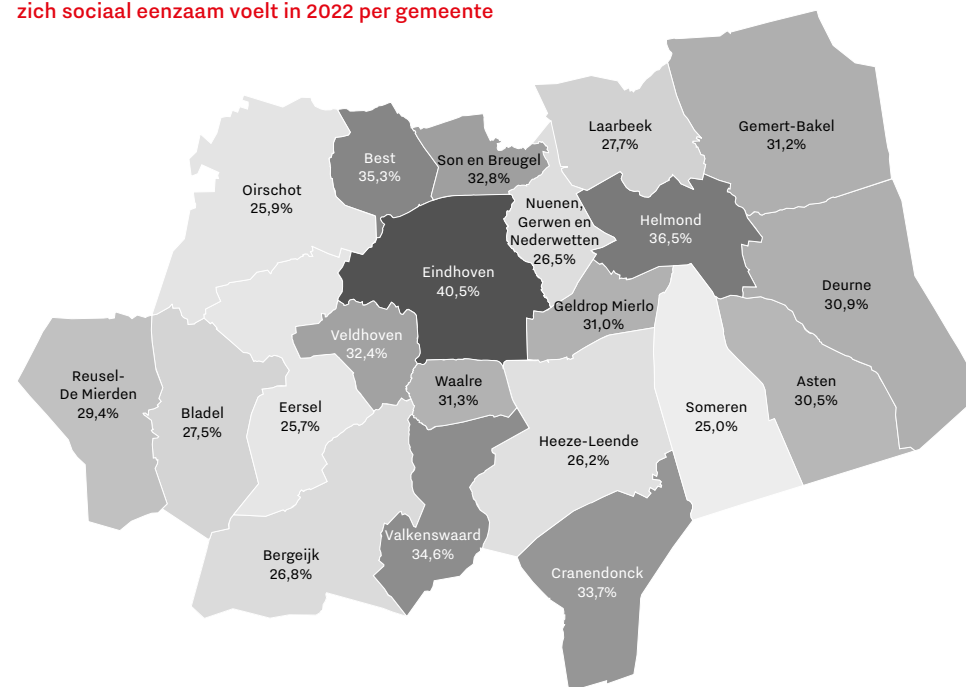 zich sociaal eenzaam voelt in 2022 per gemeente
Laarbeek
27,7%
Gemert-Bakel
31,2%
Best
35,3%
Son en Breugel
32,8%
Oirschot
25,9%
Nuenen,
Gerwen en
Nederwetten
26,5%
Helmond
36,5%
Eindhoven
40,5%
Deurne
30,9%
Geldrop Mierlo
31,0%
Veldhoven
32,4%
Reusel-
De Mierden
29,4%
Bladel
27,5%
Eersel
25,7%
Waalre
31,3%
Asten
30,5%
Someren
25,0%
Heeze-Leende
26,2%
Valkenswaard
34,6%
Bergeijk
26,8%
Cranendonck
33,7%